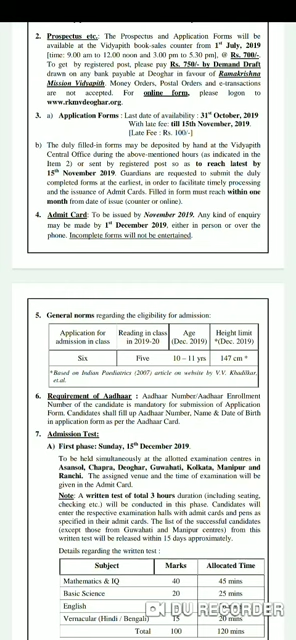 2. Prospectus etc.: The Prospectus and Application Forms will be
available at the Vidyapith book-sales counter from 1st July, 2019
[time: 9.00 am to 12.00 noon and 3.00 pm to 5.30 pm], @ Rs. 700/-.
To get by registered post, please pay Rs. 750/- by Demand Draft
drawn on any bank payable at Deoghar in favour of Ramakrishna
Mission Vidyapith. Money Orders, Postal Orders and e-transactions
are not accepted. For online form, please logon to
www.rkmvdeoghar.org.
3. a) Application Forms : Last date of availability : 31st October, 2019
With late fee: till 15th November, 2019.
[Late Fee : Rs. 100/-]
b) The duly filled-in forms may be deposited by hand at the Vidyapith
Central Office during the above-mentioned hours (as indicated in the
Item 2) or sent by registered post so as to reach latest by
15th November 2019. Guardians are requested to submit the duly
completed forms at the earliest, in order to facilitate timely processing
and the issuance of Admit Cards. Filled in form must reach within one
month from date of issue (counter or online).
4. Admit Card: To be issued by November 2019. Any kind of enquiry
may be made by 1st December 2019, either in person or over the
phone. Incomplete forms will not be entertained.
5. General norms regarding the eligibility for admission:
Application for admission in class Reading in class in 2019-20 Age (Dec. 2019) Height limit *(Dec. 2019)
Six Five 10 – 11 yrs 147 cm *
*Based on Indian Paediatrics (2007) article on website by V.V. Khadilkar,
et.al.
6. Requirement of Aadhaar : Aadhar Number/Aadhar Enrollment
Number of the candidate is mandatory for submission of Application
Form. Candidates shall fill up Aadhar Number, Name & Date of Birth
in application form as per the Aadhar Card.
7. Admission Test:
A) First phase: Sunday, 15th December 2019.
To be held simultaneously at the allotted examination centres in
Asansol, Chapra, Deoghar, Guwahati, Kolkata, Manipur and
Ranchi. The assigned venue and the time of examination will be
given in the Admit Card.
Note: A written test of total 3 hours duration (including seating,
checking etc.) will be conducted in this phase. Candidates will
enter the respective examination halls with admit cards and pens as
specified in their admit cards. The list of the successful candidates
(except those from Guwahati and Manipur centres) from this
written test will be released within 15 days approximately.
Details regarding the written test :
Subject Marks Allocated Time
Mathematics & IQ 40 45 mins
Basic Science 20 25 mins
English
DU RECORDER
Vernacular (Hindi / Bengali) 15 20 mins
Total 100 120 mins